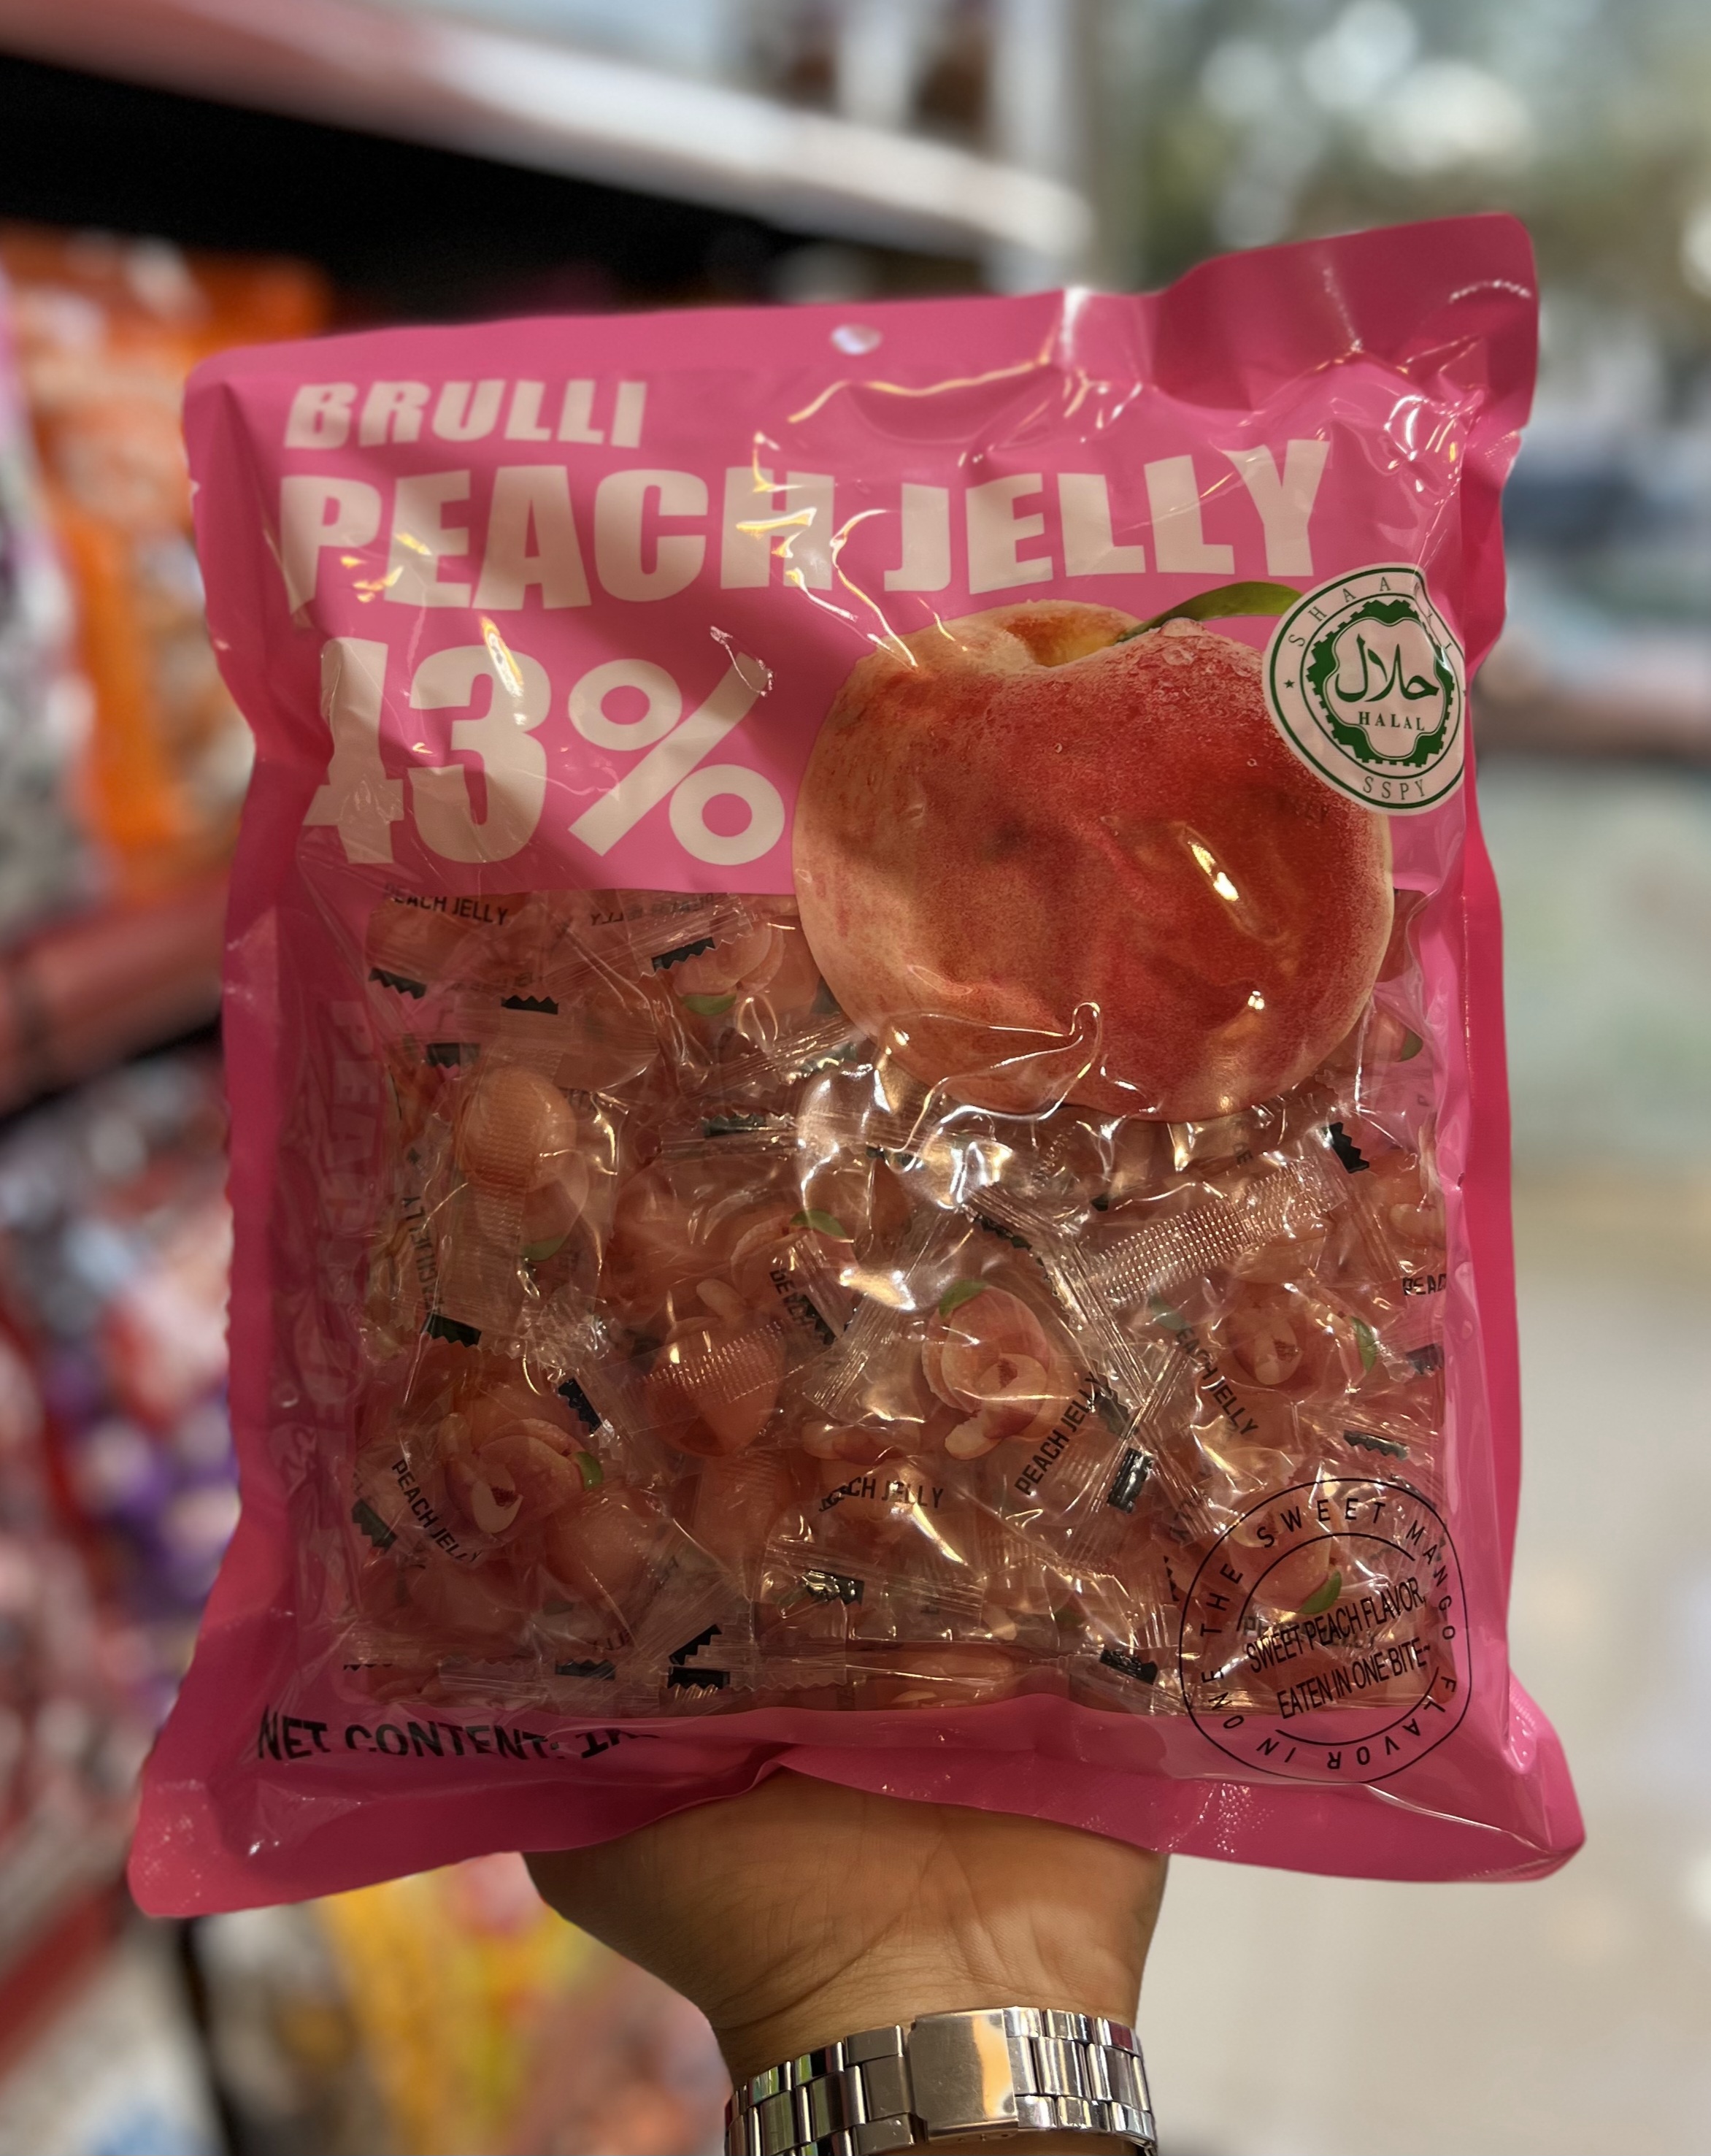 BRULLI
PEACH JELLY
43%
SHAANXI
حلال
HALAL
SSPY
PEACH JELLY
PEACH JELLY
PEACH JELLY
PEACH JELLY
JELLY
THE SWEET MANGO FLAVOR IN ONE
SWEET PEACH FLAVOR,
EATEN IN ONE BITE~
NET CONTENT: